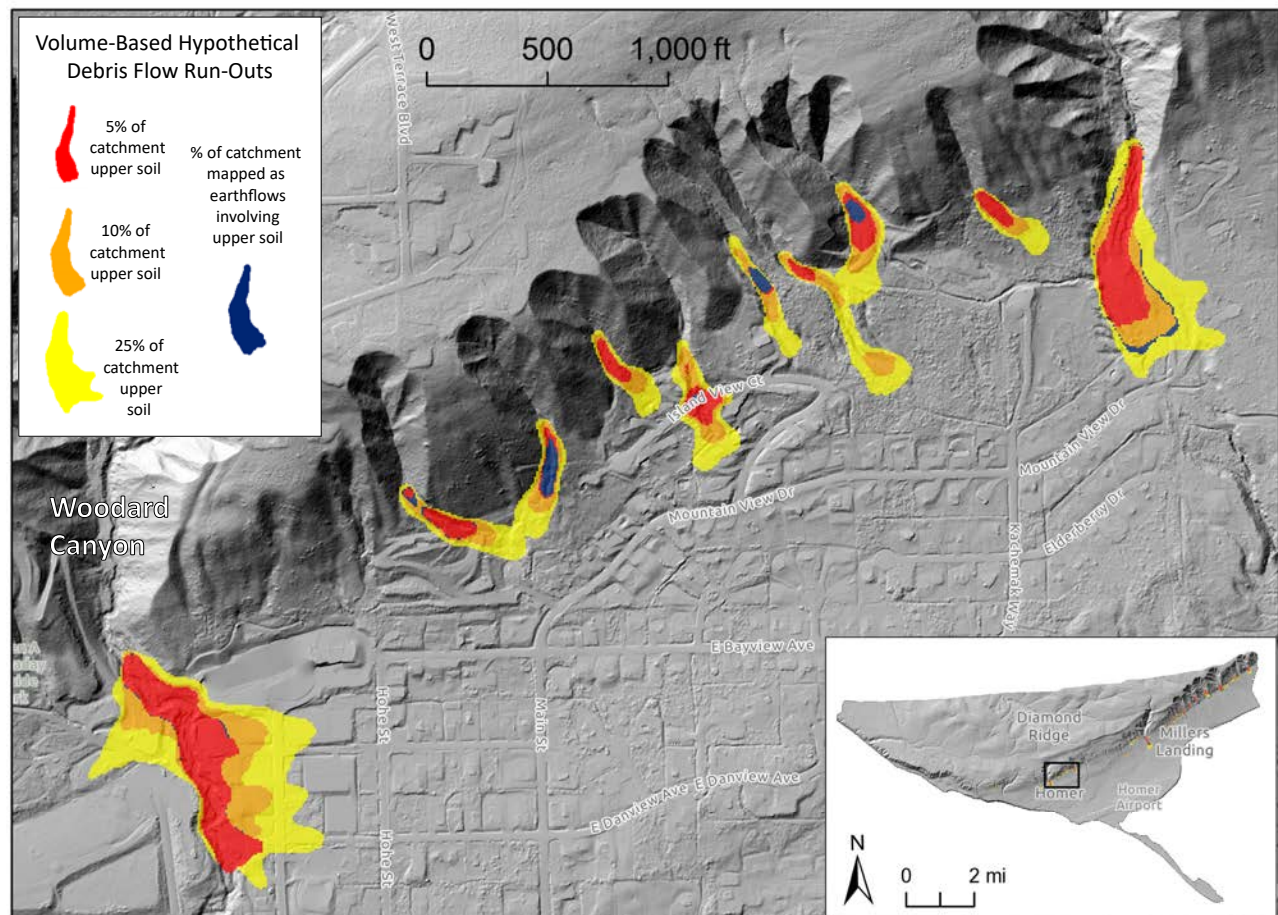 Volume-Based Hypothetical
Debris Flow Run-Outs
5% of
catchment
upper soil
10% of
catchment
upper soil
25% of
catchment
upper
soil
% of catchment
mapped as
earthflows
involving
upper soil
0 500 1,000 ft
West Terrace Blvd
Island View Ct
Mountain View Dr
Mountain View Dr
Elderberry Dr
Kachemak Way
Woodard
Canyon
E Bayview Ave
Hohe St
Main St
E Danview Ave
E Danview Ave
Hohe St
Diamond
Ridge
Millers
Landing
Homer
Homer
Airport
N
0 2 mi